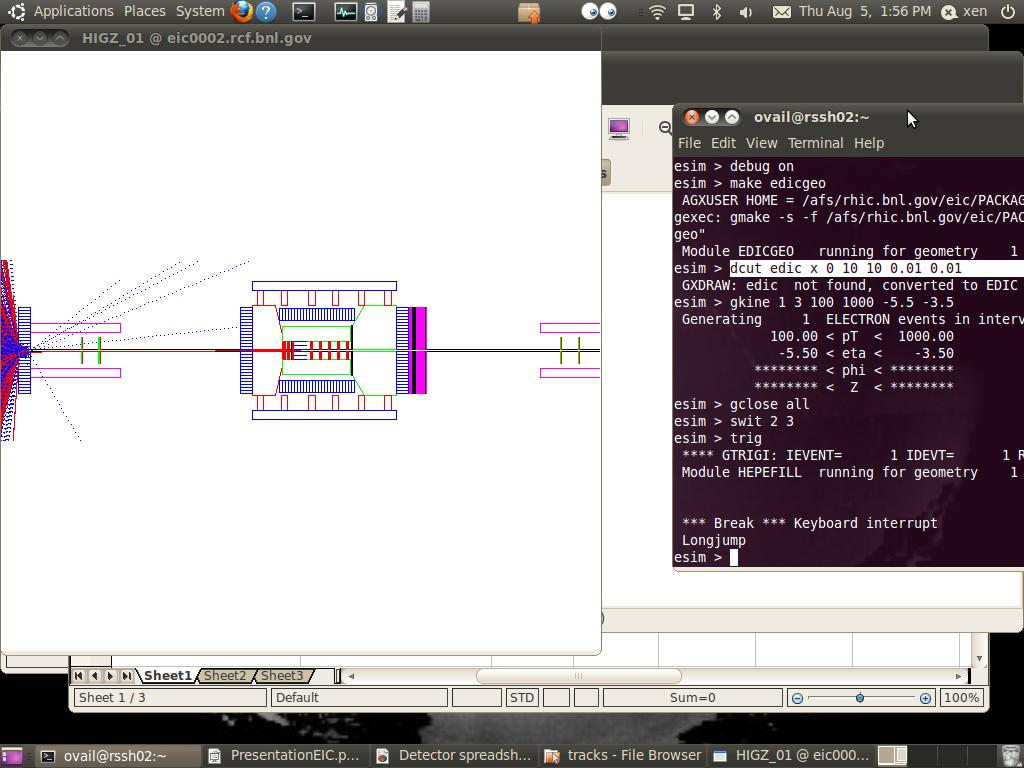 Applications Places System
Thu Aug 5, 1:56 PM xen
HIGZ_01 @ eic0002.rcf.bnl.gov
ovail@rssh02:~
File Edit View Terminal Help
esim > debug on
esim > make edicgeo
AGXUSER HOME = /afs/rhic.bnl.gov/eic/PACKAG
gexec: gmake -s -f /afs/rhic.bnl.gov/eic/PAC
geo"
Module EDICGEO running for geometry 1
esim > dcut edic x 0 10 10 0.01 0.01
GXDRAW: edic not found, converted to EDIC
esim > gkine 1 3 100 1000 -5.5 -3.5
Generating 1 ELECTRON events in interv
100.00 < pT < 1000.00
-5.50 < eta < -3.50
******** < phi < ********
******** < Z < ********
esim > gclose all
esim > swit 2 3
esim > trig
**** GTRIGI: IEVENT= 1 IDEVT= 1 R
Module HEPEFILL running for geometry 1
*** Break *** Keyboard interrupt
Longjump
esim >
Sheet1 Sheet2 Sheet3
Sheet 1 / 3 Default STD Sum=0 100%
ovail@rssh02:~ PresentationEIC.p... Detector spreadsh... tracks - File Browser HIGZ_01 @ eic000...